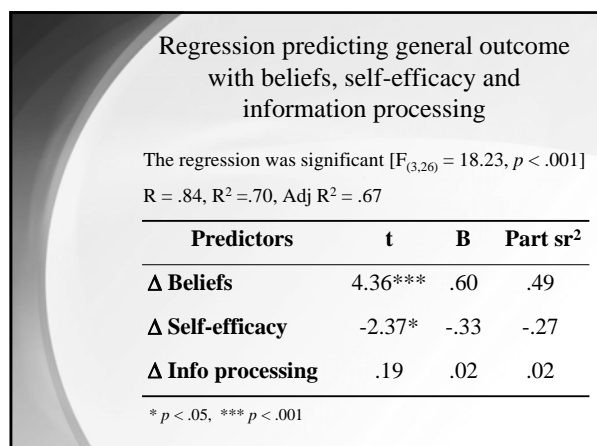 Regression predicting general outcome
with beliefs, self-efficacy and
information processing
The regression was significant [F(3,26) = 18.23, p < .001]
R = .84, R² =.70, Adj R² = .67
Predictors t B Part sr²
Δ Beliefs 4.36*** .60 .49
Δ Self-efficacy -2.37* -.33 -.27
Δ Info processing .19 .02 .02
* p < .05, *** p < .001